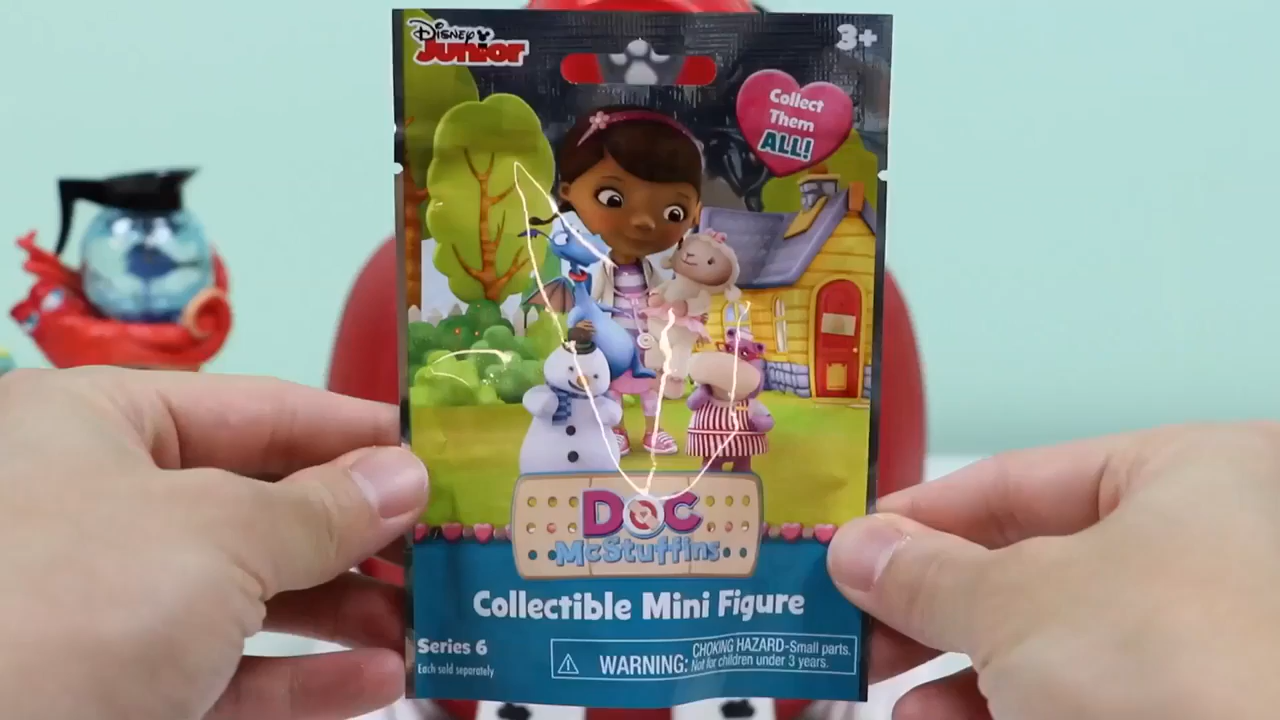 Disney
Junior
3+
Collect
Them
ALL!
Doc
McStuffins
Collectible Mini Figure
Series 6
Each sold separately
WARNING: CHOKING HAZARD-Small parts.
Not for children under 3 years.